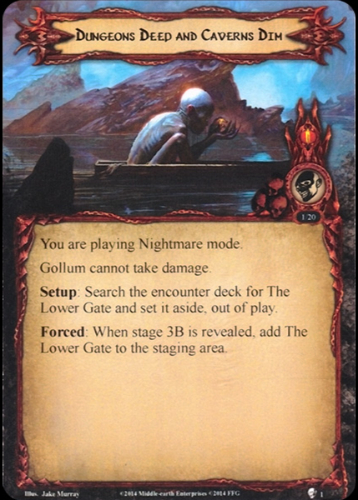 Dungeons Deep and Caverns Dim
1/20
You are playing Nightmare mode.
Gollum cannot take damage.
Setup: Search the encounter deck for The
Lower Gate and set it aside, out of play.
Forced: When stage 3B is revealed, add The
Lower Gate to the staging area.
Illus. Jake Murray ©2014 Middle-earth Enterprises ©2014 FFG 1